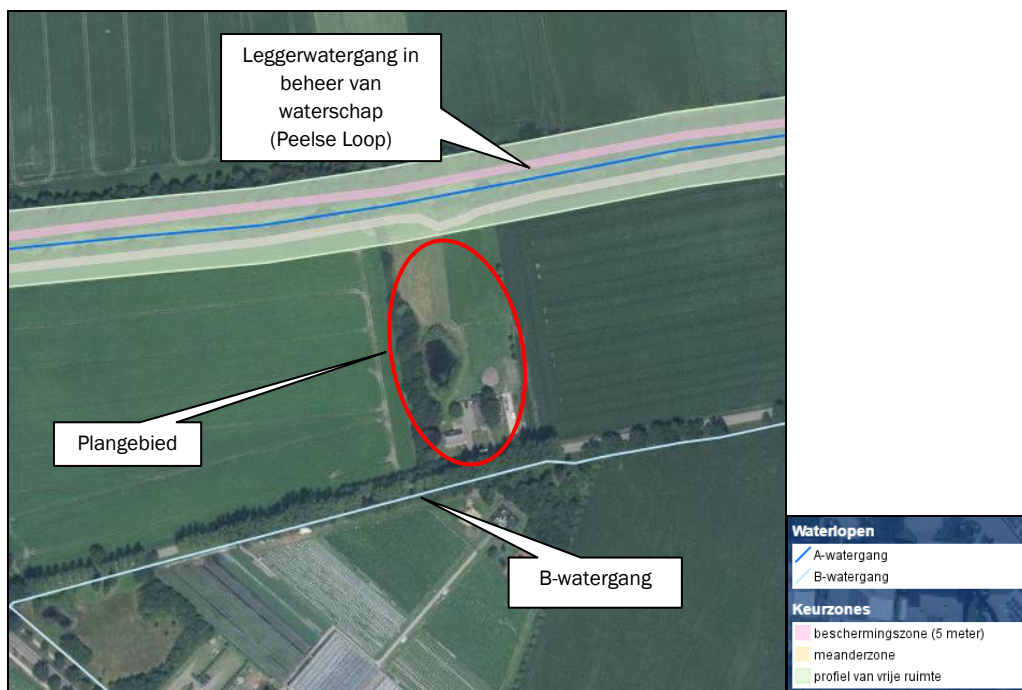 Leggerwatergang in
beheer van
waterschap
(Peelse Loop)
Plangebied
B-watergang
Waterlopen
A-watergang
B-watergang
Keurzones
beschermingszone (5 meter)
meanderzone
profiel van vrije ruimte